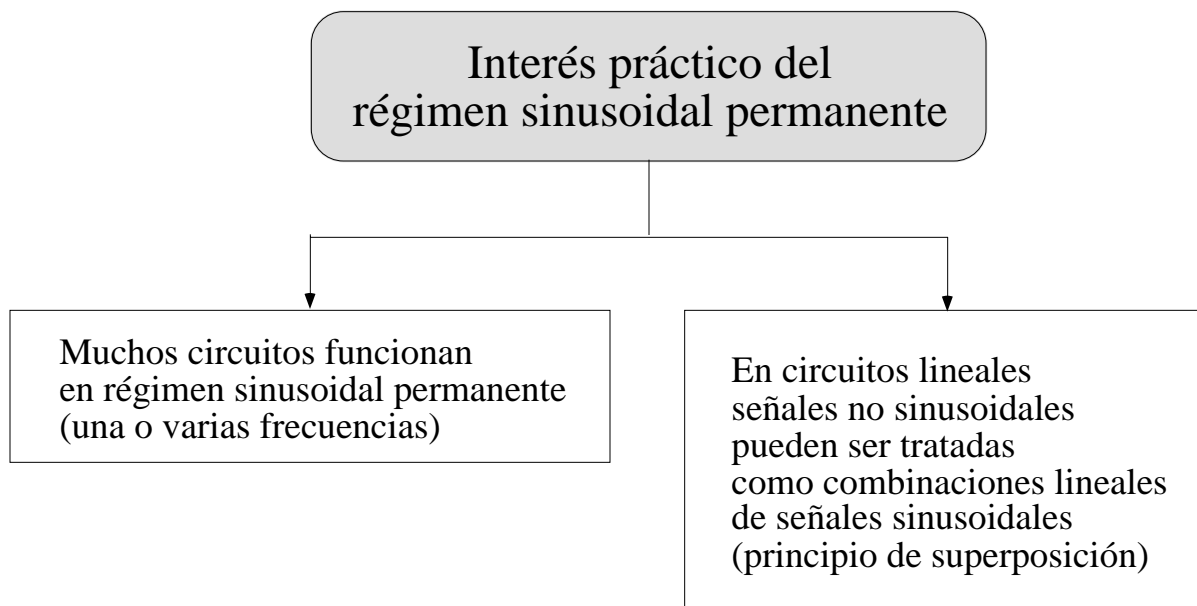 Interés práctico del
régimen sinusoidal permanente
Muchos circuitos funcionan
en régimen sinusoidal permanente
(una o varias frecuencias)
En circuitos lineales
señales no sinusoidales
pueden ser tratadas
como combinaciones lineales
de señales sinusoidales
(principio de superposición)